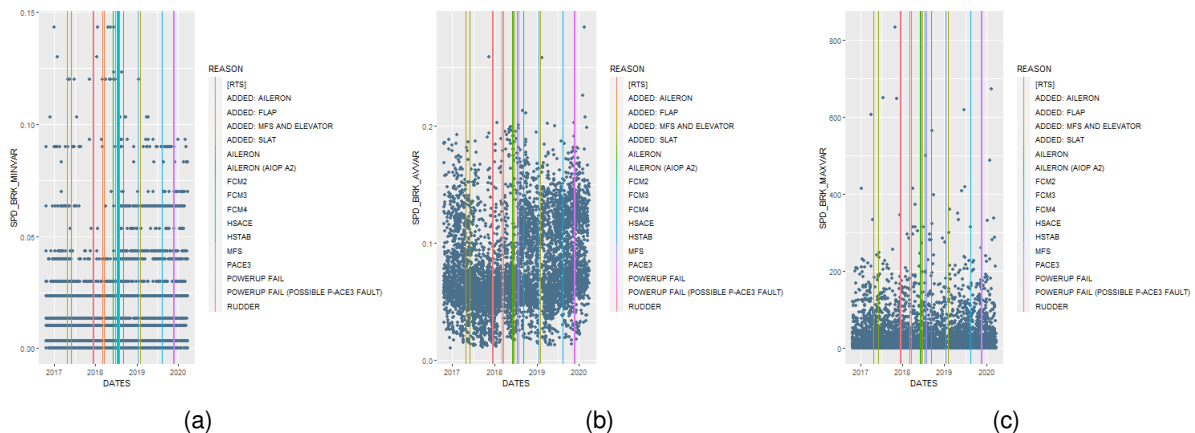 0.15
0.10
0.05
0.00
SPD_BRK_MINVAR
2017
2018
2019
2020
DATES
REASON
[RTS]
ADDED: AILERON
ADDED: FLAP
ADDED: MFS AND ELEVATOR
ADDED: SLAT
AILERON
AILERON (AIOP A2)
FCM2
FCM3
FCM4
HSACE
HSTAB
MFS
PACE3
POWERUP FAIL
POWERUP FAIL (POSSIBLE P-ACE3 FAULT)
RUDDER
(a)
0.2
0.1
0.0
SPD_BRK_AVVAR
2017
2018
2019
2020
DATES
REASON
[RTS]
ADDED: AILERON
ADDED: FLAP
ADDED: MFS AND ELEVATOR
ADDED: SLAT
AILERON
AILERON (AIOP A2)
FCM2
FCM3
FCM4
HSACE
HSTAB
MFS
PACE3
POWERUP FAIL
POWERUP FAIL (POSSIBLE P-ACE3 FAULT)
RUDDER
(b)
800
600
400
200
0
SPD_BRK_MAXVAR
2017
2018
2019
2020
DATES
REASON
[RTS]
ADDED: AILERON
ADDED: FLAP
ADDED: MFS AND ELEVATOR
ADDED: SLAT
AILERON
AILERON (AIOP A2)
FCM2
FCM3
FCM4
HSACE
HSTAB
MFS
PACE3
POWERUP FAIL
POWERUP FAIL (POSSIBLE P-ACE3 FAULT)
RUDDER
(c)